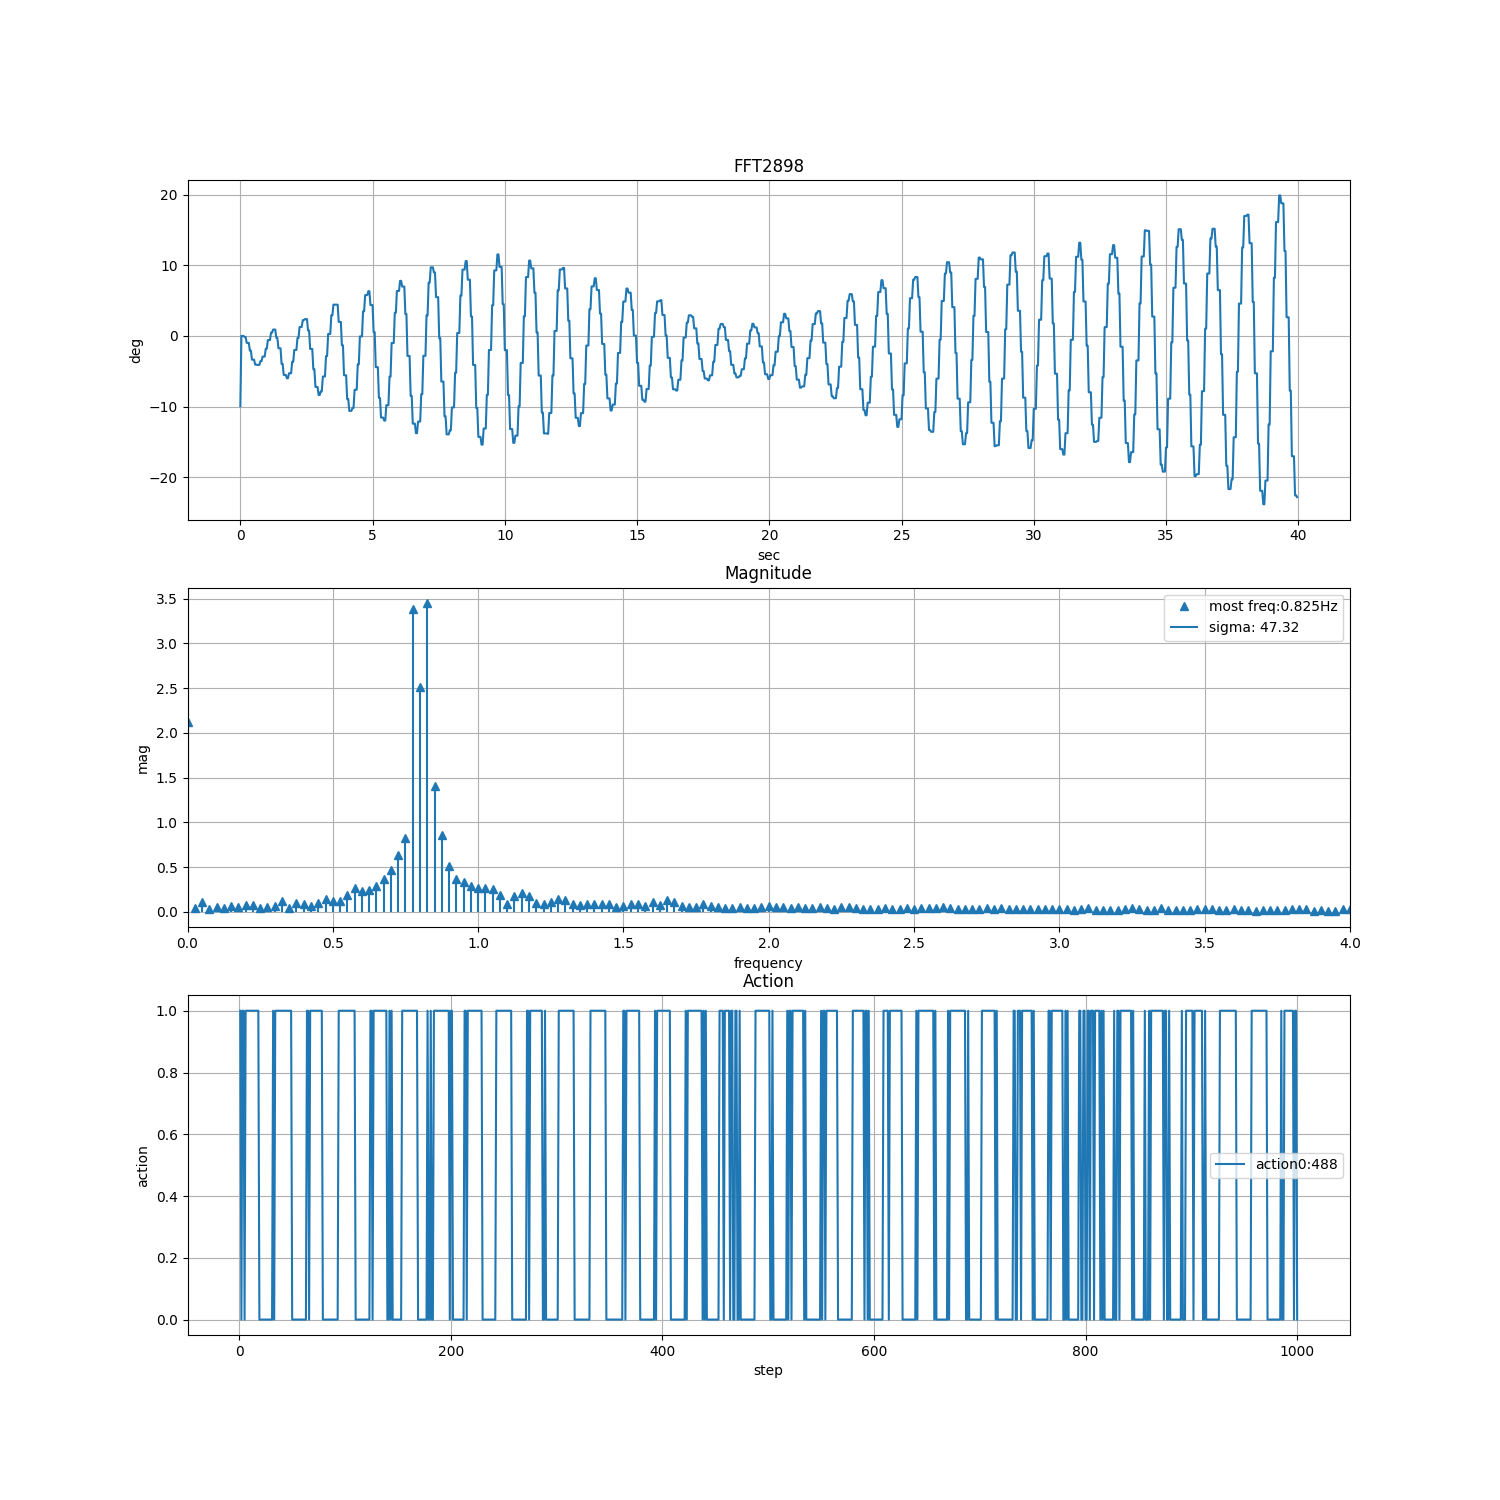 FFT2898
20
10
0
−10
−20
deg
0 5 10 15 20 25 30 35 40
sec
Magnitude
3.5
3.0
2.5
2.0
1.5
1.0
0.5
0.0
mag
most freq:0.825Hz
sigma: 47.32
0.0 0.5 1.0 1.5 2.0 2.5 3.0 3.5 4.0
frequency
Action
1.0
0.8
0.6
0.4
0.2
0.0
action
action0:488
0 200 400 600 800 1000
step